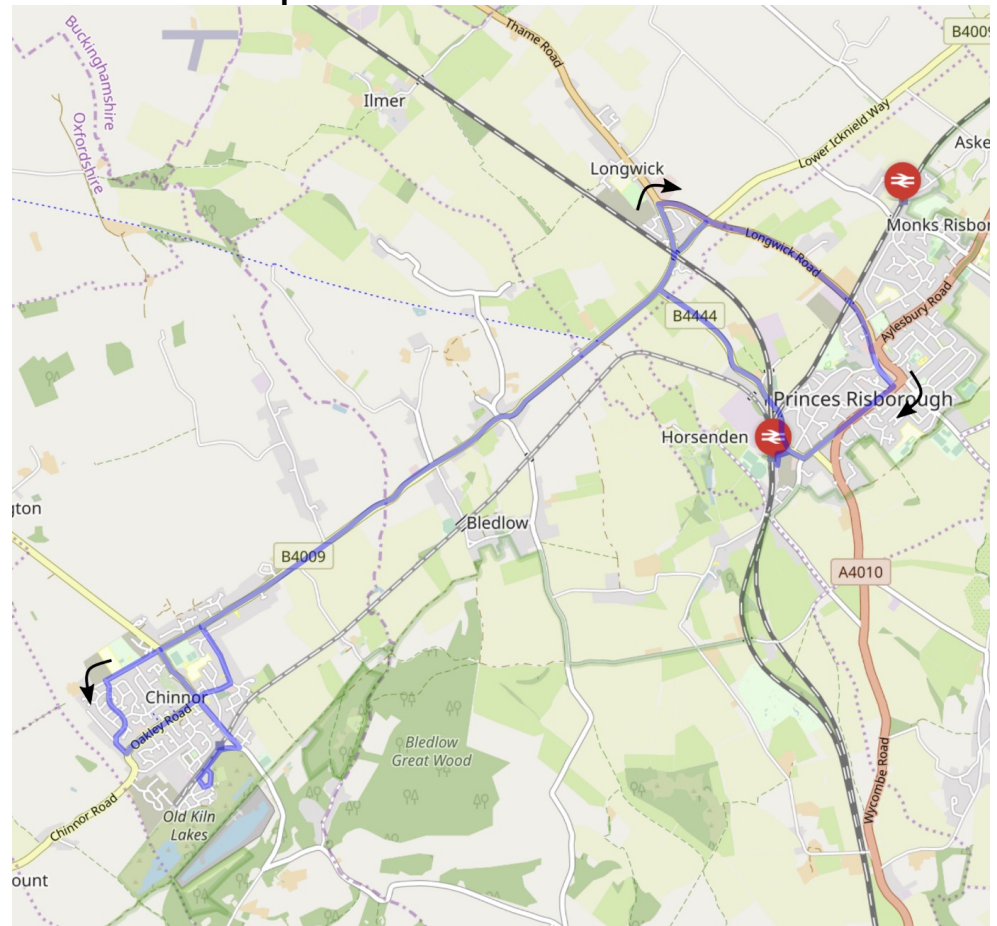 Buckinghamshire
Oxfordshire
Thame Road
B4009
Ilmer
Lower Icknield Way
Longwick
Aske
Monks Risbor
Longwick Road
Aylesbury Road
B4444
Princes Risborough
Horsenden
gton
Bledlow
B4009
A4010
Chinnor
Oakley Road
Bledlow
Great Wood
Wycombe Road
Chinnor Road
Old Kiln
Lakes
ount